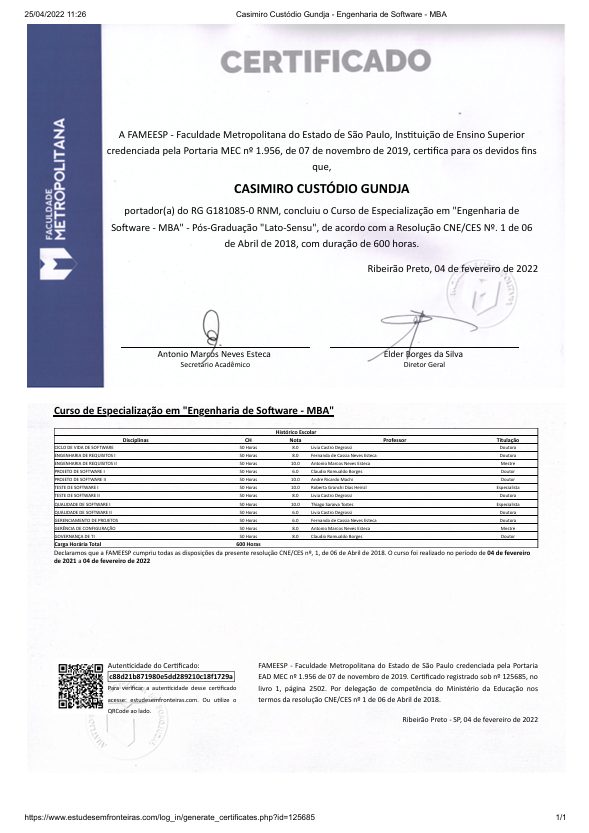 25/04/2022 11:26 Casimiro Custódio Gundja - Engenharia de Software - MBA
CERTIFICADO
FACULDADE
METROPOLITANA
A FAMEESP - Faculdade Metropolitana do Estado de São Paulo, Instituição de Ensino Superior
credenciada pela Portaria MEC nº 1.956, de 07 de novembro de 2019, certifica para os devidos fins
que,
CASIMIRO CUSTÓDIO GUNDJA
portador(a) do RG G181085-0 RNM, concluiu o Curso de Especialização em "Engenharia de
Software - MBA" - Pós-Graduação "Lato-Sensu", de acordo com a Resolução CNE/CES Nº. 1 de 06
de Abril de 2018, com duração de 600 horas.
Ribeirão Preto, 04 de fevereiro de 2022
Antonio Marcos Neves Esteca Elder Borges da Silva
Secretário Acadêmico Diretor Geral
Curso de Especialização em "Engenharia de Software - MBA"
Histórico Escolar
Disciplinas CH Nota Professor Titulação
CICLO DE VIDA DE SOFTWARE 50 Horas 8.0 Livia Castro Degrossi Doutora
ENGENHARIA DE REQUISITOS I 50 Horas 8.0 Fernanda de Cassia Neves Esteca Doutora
ENGENHARIA DE REQUISITOS II 50 Horas 10.0 Antonio Marcos Neves Esteca Mestre
PROJETO DE SOFTWARE I 50 Horas 6.0 Claudio Romualdo Borges Doutor
PROJETO DE SOFTWARE II 50 Horas 10.0 Andre Ricardo Machi Doutor
TESTE DE SOFTWARE I 50 Horas 10.0 Roberta Grandhi Dias Especialista
TESTE DE SOFTWARE II 50 Horas 8.0 Livia Castro Degrossi Doutora
QUALIDADE DE SOFTWARE I 50 Horas 10.0 Thiago Saraiva Especialista
QUALIDADE DE SOFTWARE II 50 Horas 6.0 Livia Castro Degrossi Doutora
GERENCIAMENTO DE PROJETOS 50 Horas 6.0 Fernanda de Cassia Neves Esteca Doutora
GERÊNCIA DE CONFIGURAÇÃO 50 Horas 8.0 Antonio Marcos Neves Esteca Mestre
GOVERNANÇA DE TI 50 Horas 8.0 Claudio Romualdo Borges Doutor
Carga Horária Total 600 Horas
Declaramos que a FAMEESP cumpriu todas as disposições da presente resolução CNE/CES nº, 1, de 06 de Abril de 2018. O curso foi realizado no período de 04 de fevereiro
de 2021 a 04 de fevereiro de 2022
Autenticidade do Certificado:
c88d21b871980e5dd289210c18f1729a
Para verificar a autenticidade desse certificado
acesse: estudesemfronteiras.com. Ou utilize o
QRCode ao lado.
FAMEESP - Faculdade Metropolitana do Estado de São Paulo credenciada pela Portaria
EAD MEC nº 1.956 de 07 de novembro de 2019. Certificado registrado sob nº 125685, no
livro 1, página 2502. Por delegação de competência do Ministério da Educação nos
termos da resolução CNE/CES nº 1 de 06 de Abril de 2018.
Ribeirão Preto - SP, 04 de fevereiro de 2022
https://www.estudesemfronteiras.com/log_in/generate_certificates.php?id=125685 1/1